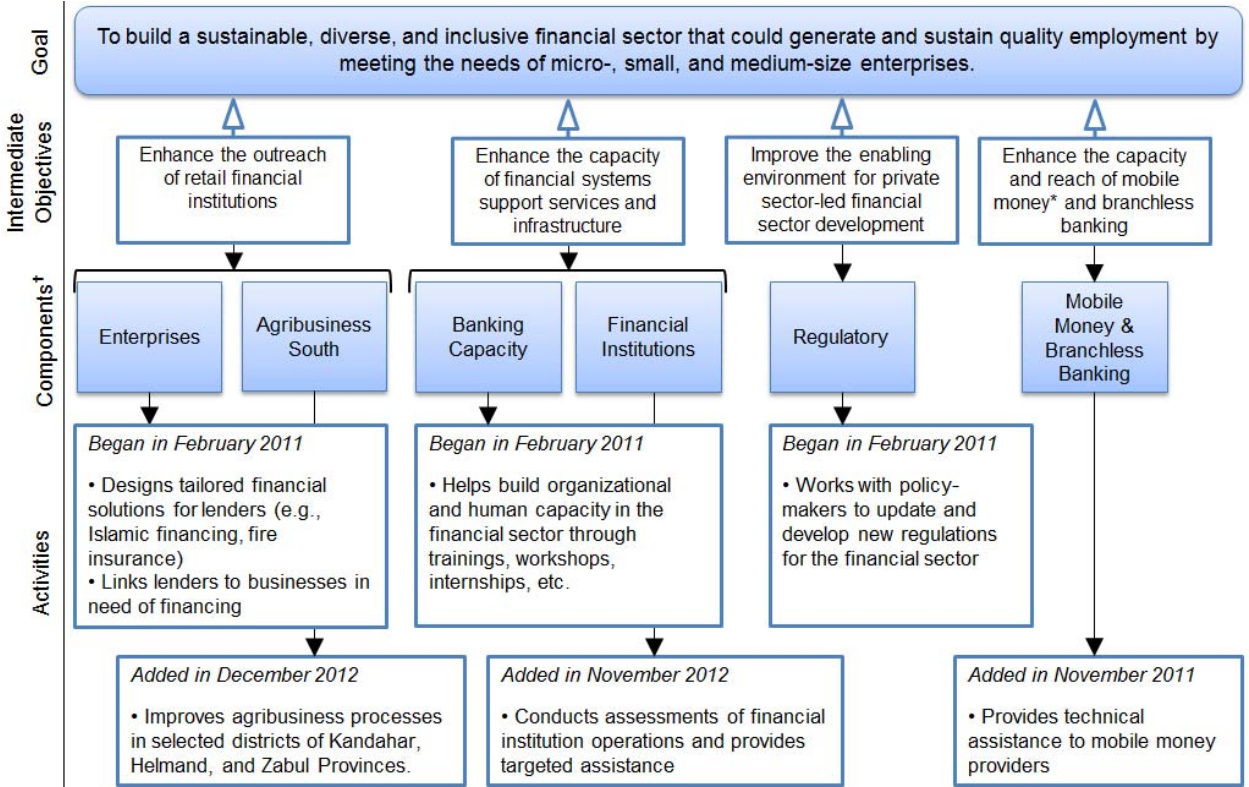 Goal
To build a sustainable, diverse, and inclusive financial sector that could generate and sustain quality employment by
meeting the needs of micro-, small, and medium-size enterprises.
Intermediate
Objectives
Enhance the outreach
of retail financial
institutions
Enhance the capacity
of financial systems
support services and
infrastructure
Improve the enabling
environment for private
sector-led financial
sector development
Enhance the capacity
and reach of mobile
money* and branchless
banking
Components†
Enterprises
Agribusiness
South
Banking
Capacity
Financial
Institutions
Regulatory
Mobile
Money &
Branchless
Banking
Activities
Began in February 2011
• Designs tailored financial
solutions for lenders (e.g.,
Islamic financing, fire
insurance)
• Links lenders to businesses in
need of financing
Began in February 2011
• Helps build organizational
and human capacity in the
financial sector through
trainings, workshops,
internships, etc.
Began in February 2011
• Works with policy-
makers to update and
develop new regulations
for the financial sector
Added in December 2012
• Improves agribusiness processes
in selected districts of Kandahar,
Helmand, and Zabul Provinces.
Added in November 2012
• Conducts assessments of financial
institution operations and provides
targeted assistance
Added in November 2011
• Provides technical
assistance to mobile money
providers